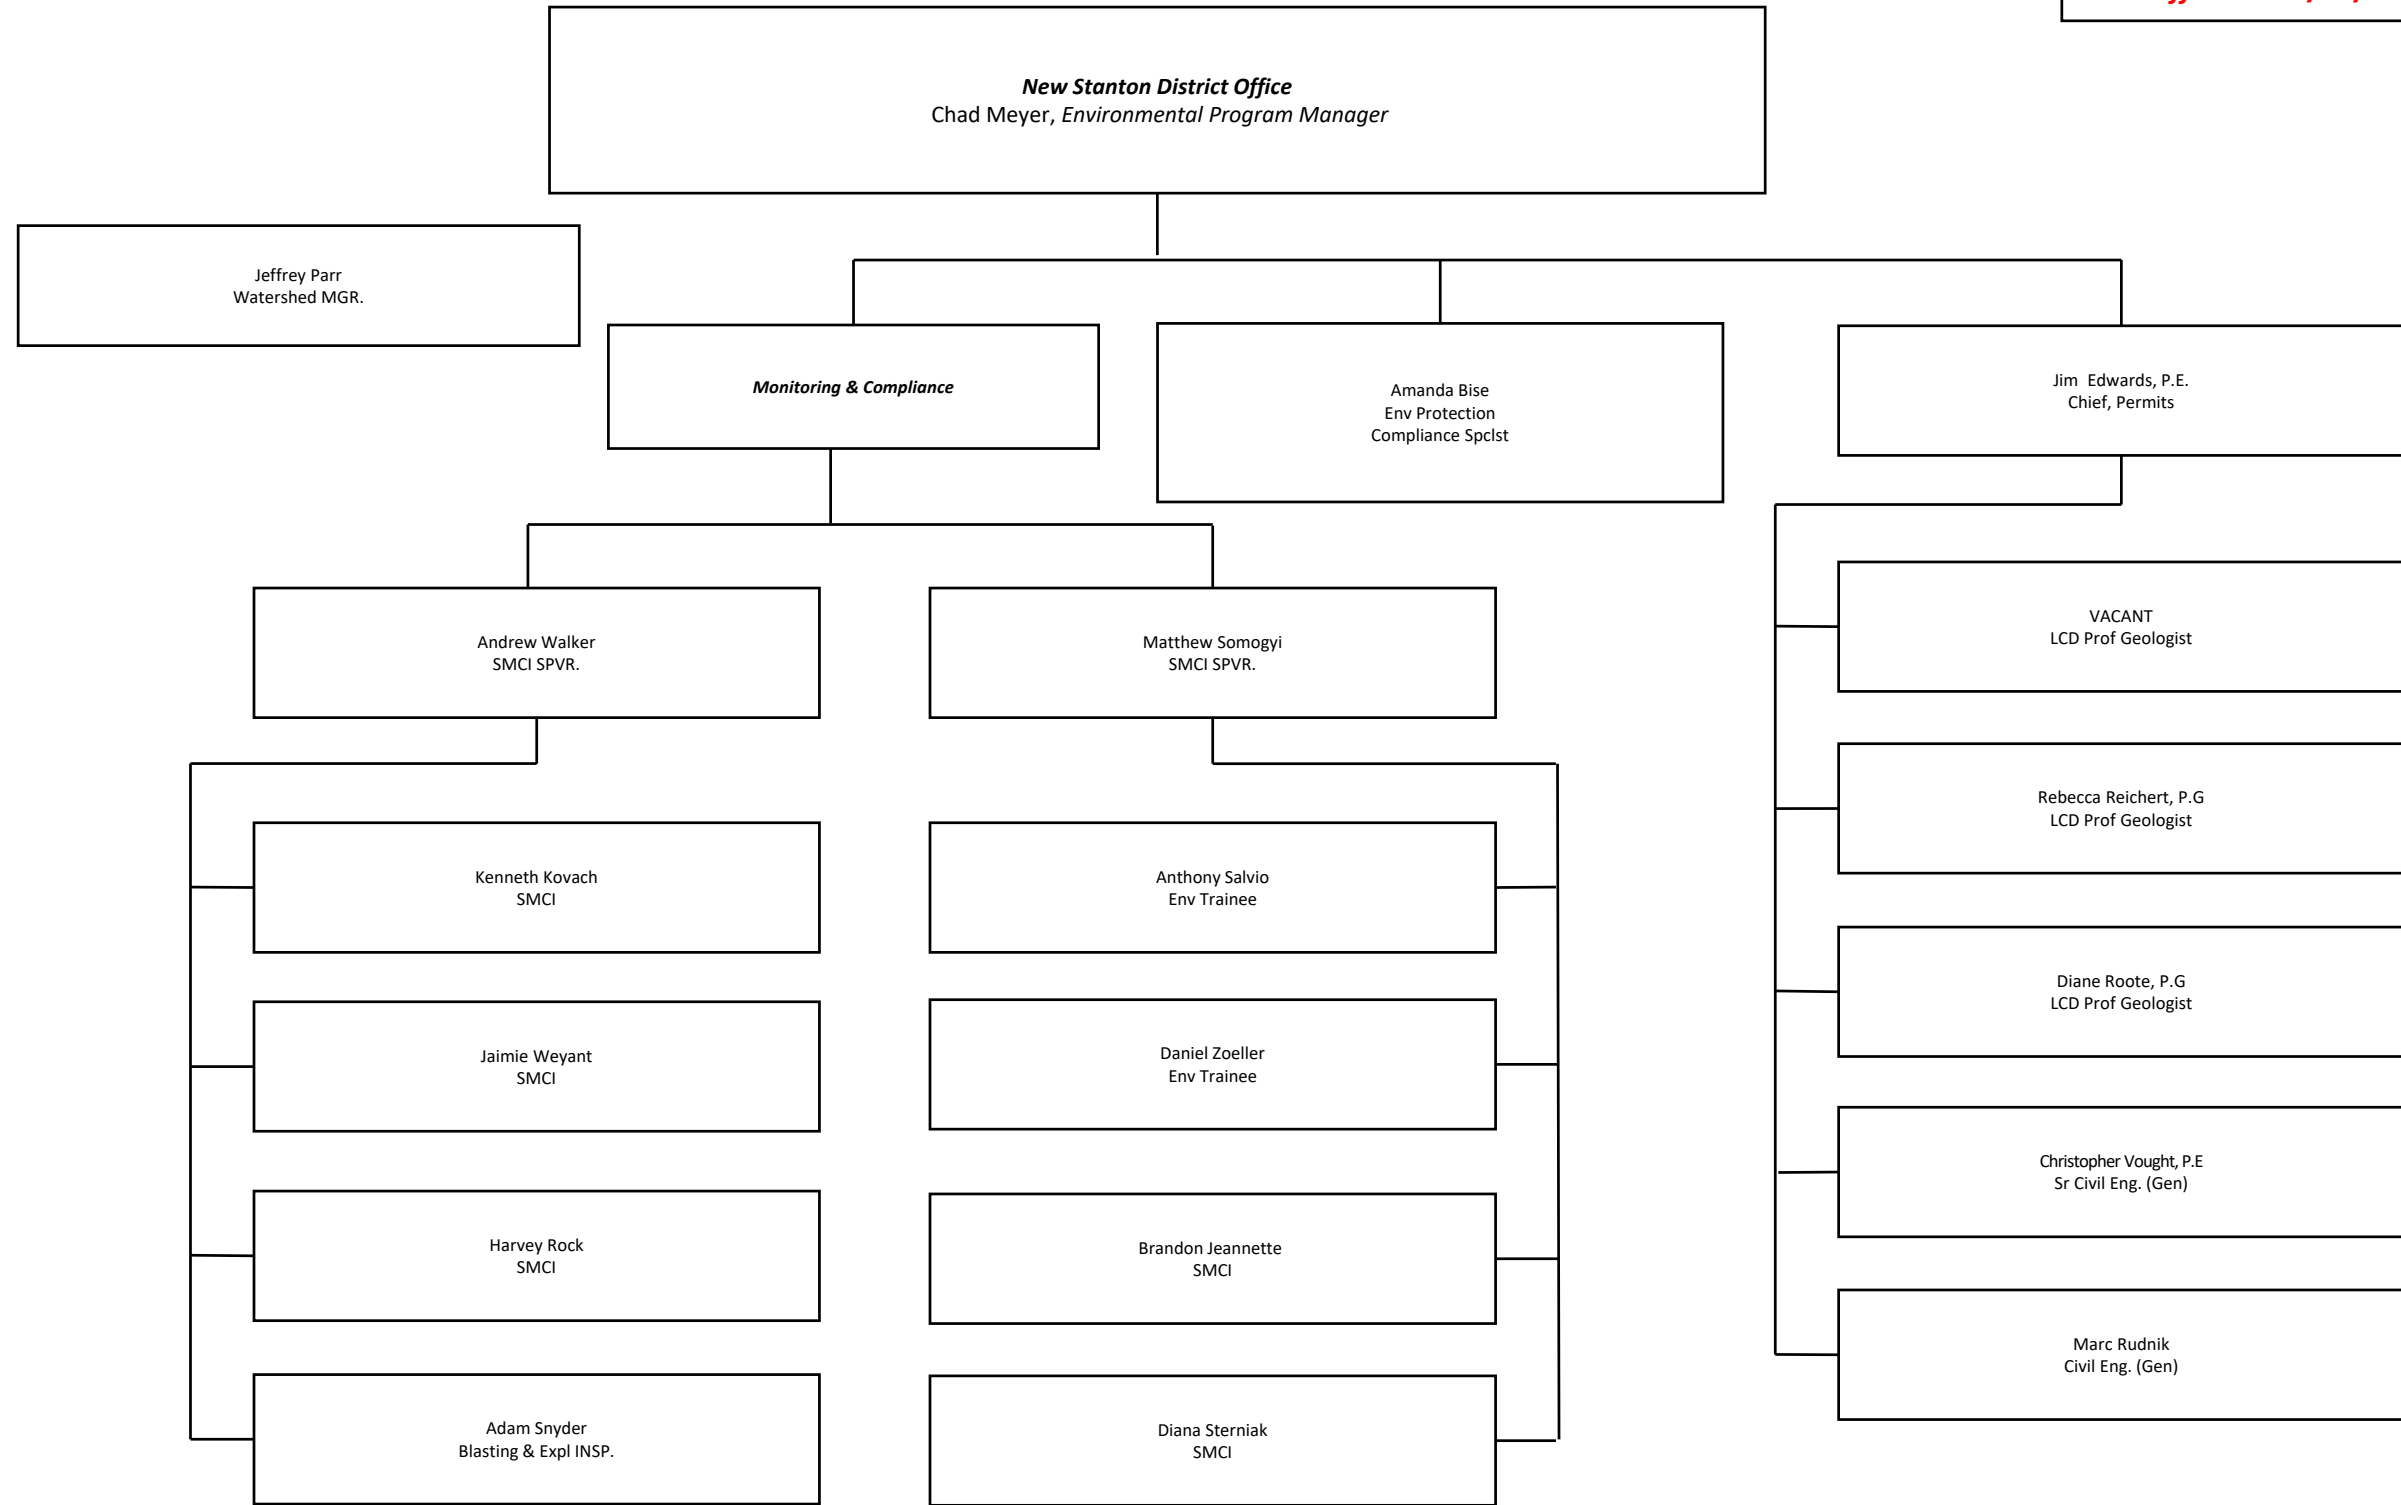 New Stanton District Office
Chad Meyer, Environmental Program Manager
Jeffrey Parr
Watershed MGR.
Monitoring & Compliance
Amanda Bise
Env Protection
Compliance Spclst
Jim  Edwards, P.E.
Chief, Permits
Andrew Walker
SMCI SPVR.
Matthew Somogyi
SMCI SPVR.
VACANT
LCD Prof Geologist
Rebecca Reichert, P.G
LCD Prof Geologist
Kenneth Kovach
SMCI
Anthony Salvio
Env Trainee
Diane Roote, P.G
LCD Prof Geologist
Jaimie Weyant
SMCI
Daniel Zoeller
Env Trainee
Christopher Vought, P.E
Sr Civil Eng. (Gen)
Harvey Rock
SMCI
Brandon Jeannette
SMCI
Marc Rudnik
Civil Eng. (Gen)
Adam Snyder
Blasting & Expl INSP.
Diana Sterniak
SMCI